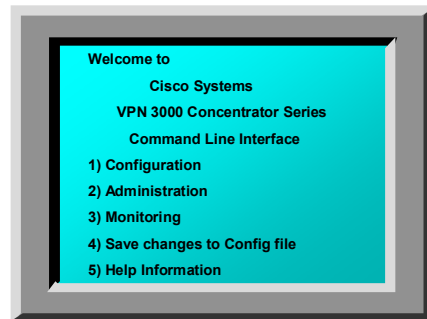 Welcome to
Cisco Systems
VPN 3000 Concentrator Series
Command Line Interface
1) Configuration
2) Administration
3) Monitoring
4) Save changes to Config file
5) Help Information